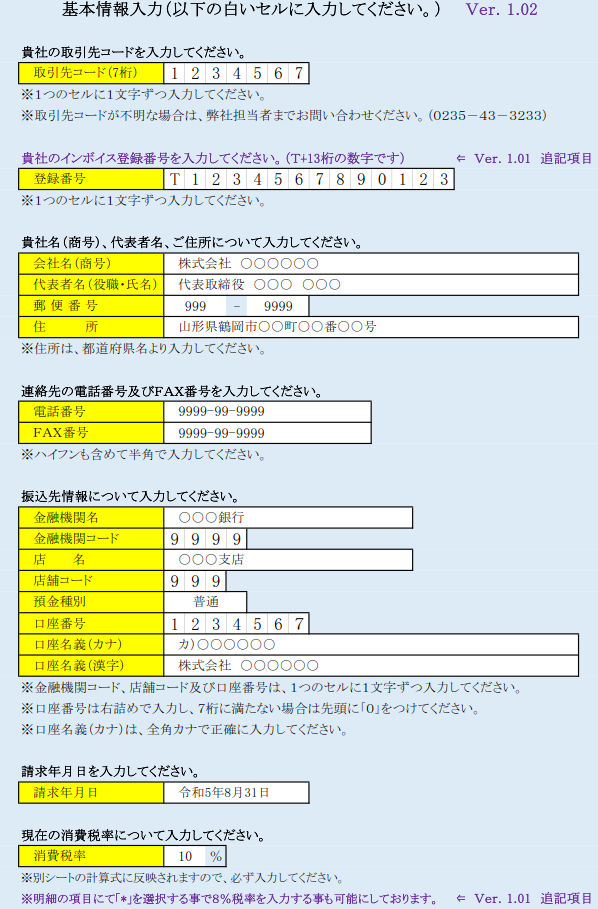 基本情報入力(以下の白いセルに入力してください。) Ver. 1.02
貴社の取引先コードを入力してください。
取引先コード(7桁) 1 2 3 4 5 6 7
※1つのセルに1文字ずつ入力してください。
※取引先コードが不明な場合は、弊社担当者までお問い合わせください。(0235-43-3233)
貴社のインボイス登録番号を入力してください。(T+13桁の数字です) ⇐ Ver. 1.01 追記項目
登録番号 T 1 2 3 4 5 6 7 8 9 0 1 2 3
※1つのセルに1文字ずつ入力してください。
貴社名(商号)、代表者名、ご住所について入力してください。
会社名(商号) 株式会社 〇〇〇〇〇〇
代表者名(役職・氏名) 代表取締役 〇〇〇 〇〇〇
郵便番号 999 - 9999
住所 山形県鶴岡市〇〇町〇〇番〇〇号
※住所は、都道府県名より入力してください。
連絡先の電話番号及びFAX番号を入力してください。
電話番号 9999-99-9999
FAX番号 9999-99-9999
※ハイフンも含めて半角で入力してください。
振込先情報について入力してください。
金融機関名 〇〇〇銀行
金融機関コード 9 9 9 9
店名 〇〇〇支店
店舗コード 9 9 9
預金種別 普通
口座番号 1 2 3 4 5 6 7
口座名義(カナ) カ)〇〇〇〇〇〇
口座名義(漢字) 株式会社 〇〇〇〇〇〇
※金融機関コード、店舗コード及び口座番号は、1つのセルに1文字ずつ入力してください。
※口座番号は右詰めで入力し、7桁に満たない場合は先頭に「0」をつけてください。
※口座名義(カナ)は、全角カナで正確に入力してください。
請求年月日を入力してください。
請求年月日 令和5年8月31日
現在の消費税率について入力してください。
消費税率 10 %
※別シートの計算式に反映されますので、必ず入力してください。
※明細の項目にて「*」を選択する事で8%税率を入力する事も可能にしております。 ⇐ Ver. 1.01 追記項目